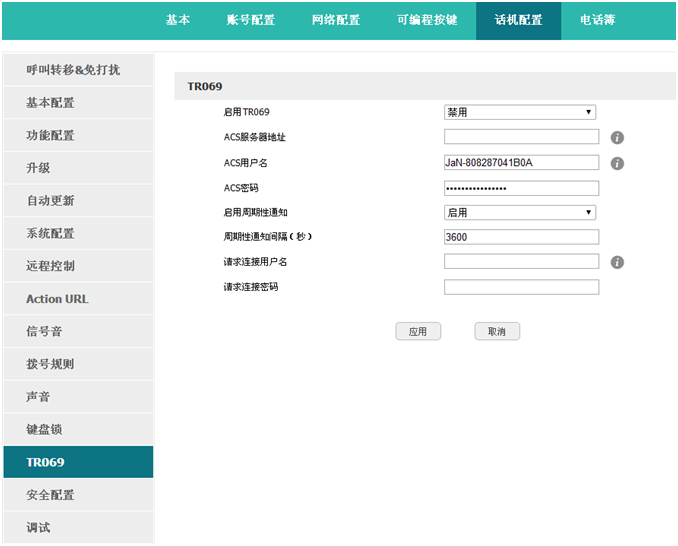 基本 账号配置 网络配置 可编程按键 话机配置 电话簿
呼叫转移&免打扰
基本配置
功能配置
升级
自动更新
系统配置
远程控制
Action URL
信号音
拨号规则
声音
键盘锁
TR069
安全配置
调试
TR069
启用TR069 禁用
ACS服务器地址
ACS用户名 JaN-808287041B0A
ACS密码 ••••••••••••••••
启用周期性通知 启用
周期性通知间隔（秒） 3600
请求连接用户名
请求连接密码
应用 取消